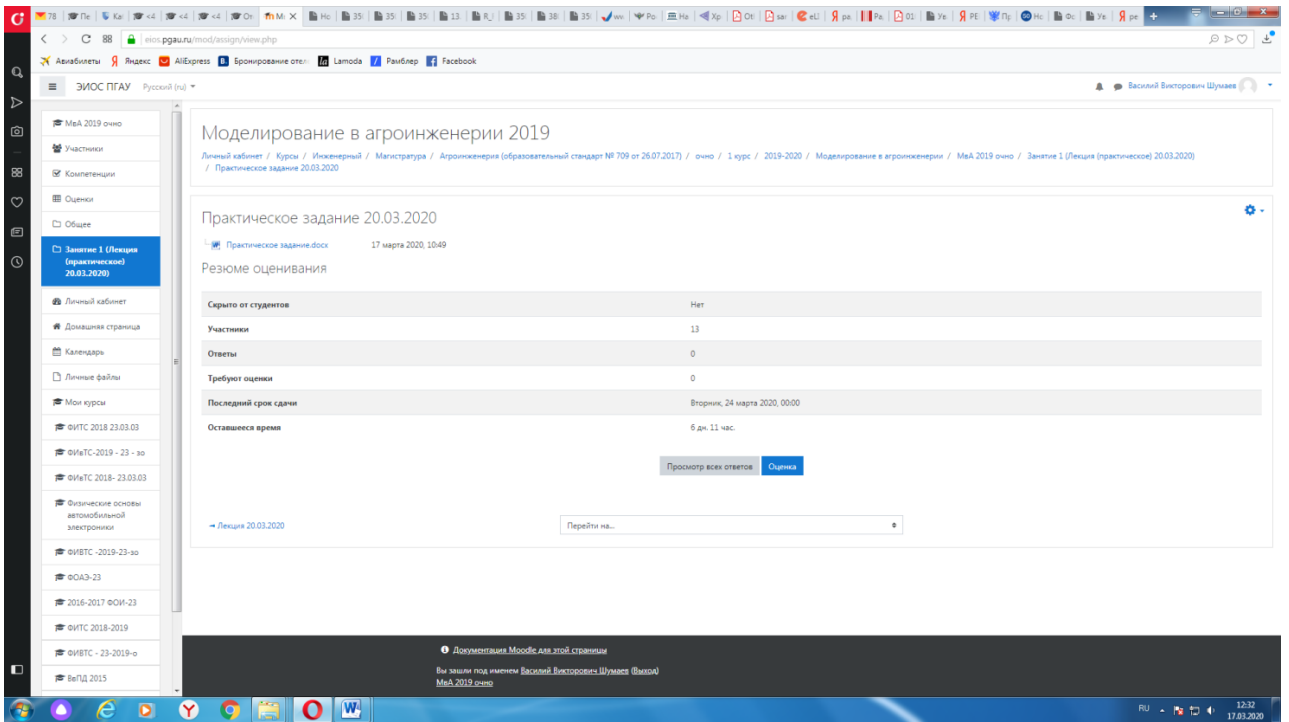 eios.pgau.ru/mod/assign/view.php
Авиабилеты Яндекс AliExpress Бронирование отел Lamoda Рамблер Facebook
ЭИОС ПГАУ Русский (ru)
Василий Викторович Шумаев
МвА 2019 очно
Участники
Компетенции
Оценки
Общее
Занятие 1 (Лекция
(практическое)
20.03.2020)
Личный кабинет
Домашняя страница
Календарь
Личные файлы
Мои курсы
ФИТС 2018 23.03.03
ФИвТС-2019 - 23 - зо
ФИвТС 2018- 23.03.03
Физические основы
автомобильной
электроники
ФИВТС -2019-23-зо
ФОАЭ-23
2016-2017 ФОИ-23
ФИТС 2018-2019
ФИВТС - 23-2019-о
ВвПД 2015
Моделирование в агроинженерии 2019
Личный кабинет / Курсы / Инженерный / Магистратура / Агроинженерия (образовательный стандарт № 709 от 26.07.2017) / очно / 1 курс / 2019-2020 / Моделирование в агроинженерии / МвА 2019 очно / Занятие 1 (Лекция (практическое) 20.03.2020)
/ Практическое задание 20.03.2020
Практическое задание 20.03.2020
Практическое задание.docx 17 марта 2020, 10:49
Резюме оценивания
Скрыто от студентов Нет
Участники 13
Ответы 0
Требуют оценки 0
Последний срок сдачи Вторник, 24 марта 2020, 00:00
Оставшееся время 6 дн. 11 час.
Просмотр всех ответов Оценка
→ Лекция 20.03.2020 Перейти на...
Документация Moodle для этой страницы
Вы зашли под именем Василий Викторович Шумаев (Выход)
МвА 2019 очно
RU 12:32
17.03.2020